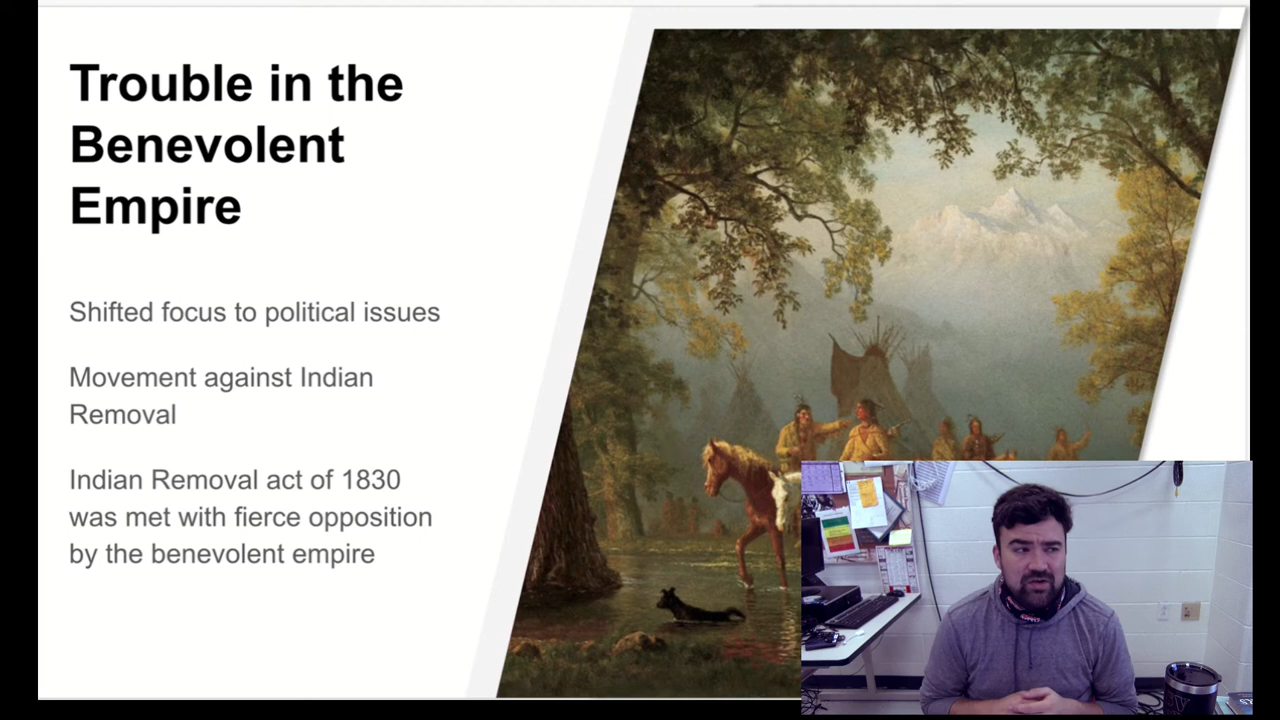 Trouble in the
Benevolent
Empire
Shifted focus to political issues
Movement against Indian
Removal
Indian Removal act of 1830
was met with fierce opposition
by the benevolent empire